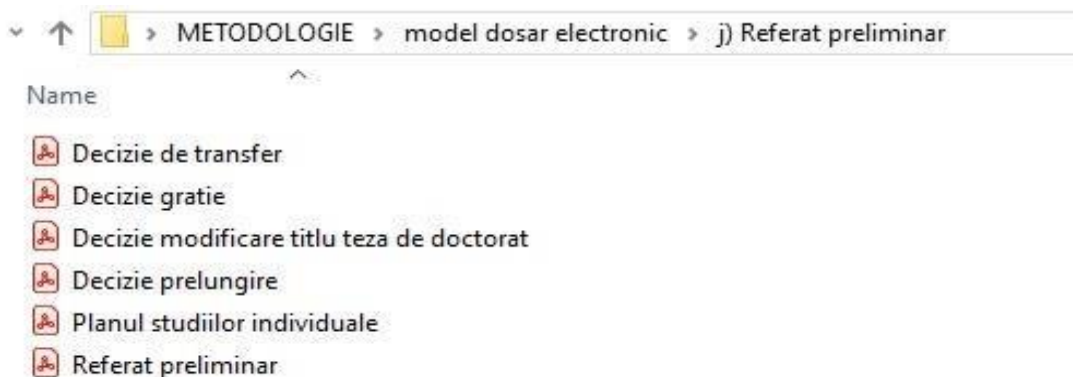 METODOLOGIE > model dosar electronic > j) Referat preliminar
Name
Decizie de transfer
Decizie gratie
Decizie modificare titlu teza de doctorat
Decizie prelungire
Planul studiilor individuale
Referat preliminar